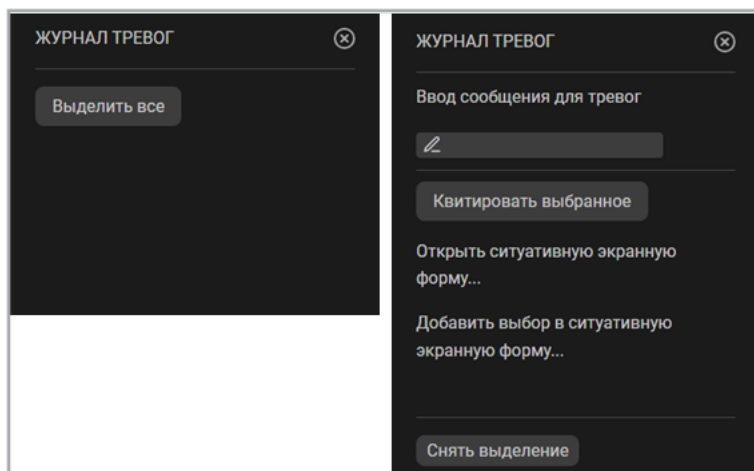 ЖУРНАЛ ТРЕВОГ
Выделить все
ЖУРНАЛ ТРЕВОГ
Ввод сообщения для тревог
Квитировать выбранное
Открыть ситуативную экранную
форму...
Добавить выбор в ситуативную
экранную форму...
Снять выделение